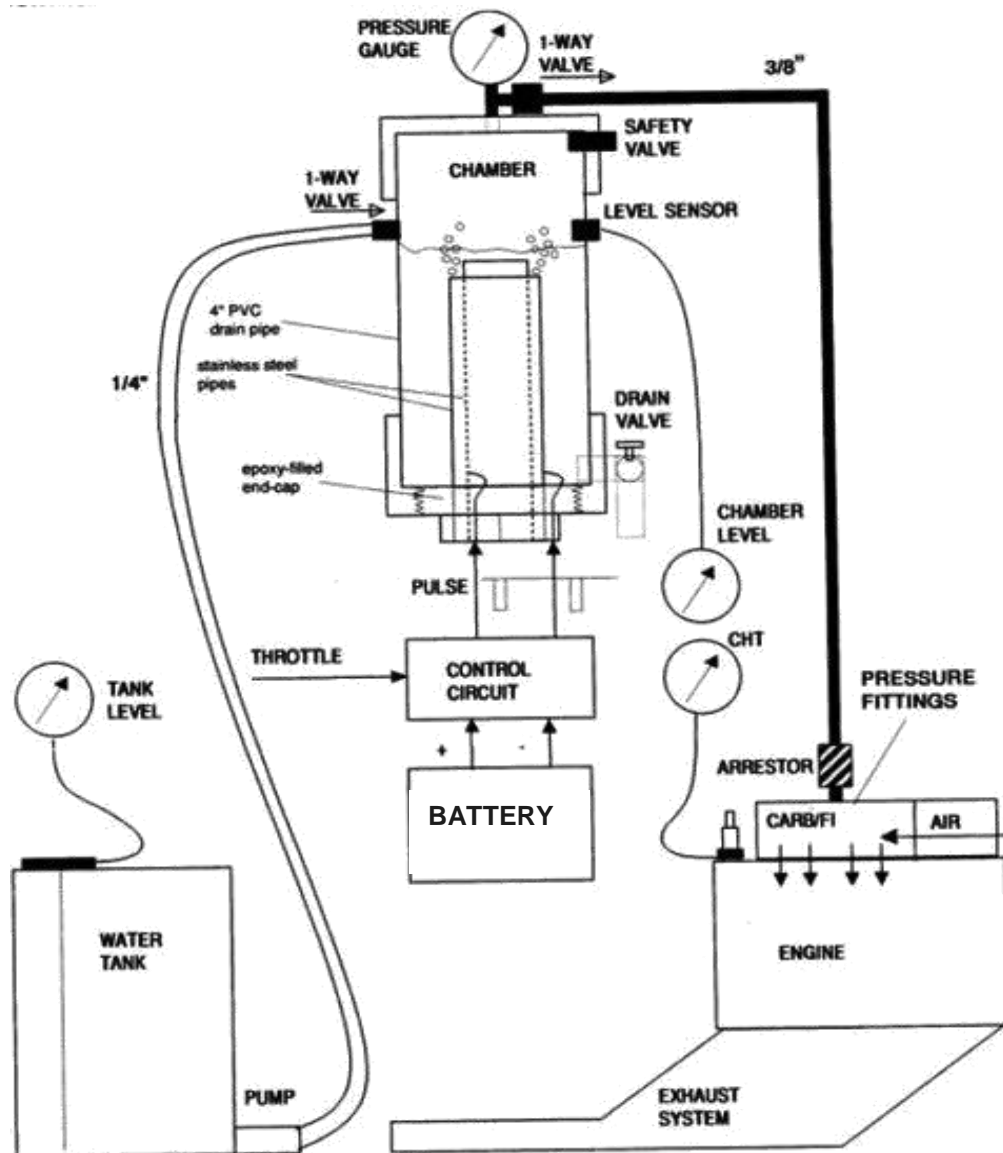 PRESSURE
GAUGE
1-WAY
VALVE
3/8"
SAFETY
VALVE
CHAMBER
1-WAY
VALVE
LEVEL SENSOR
4" PVC
drain pipe
stainless steel
pipes
1/4"
DRAIN
VALVE
epoxy-filled
end-cap
CHAMBER
LEVEL
PULSE
CHT
THROTTLE
CONTROL
CIRCUIT
PRESSURE
FITTINGS
TANK
LEVEL
+ -
ARRESTOR
BATTERY
CARB/FI
AIR
WATER
TANK
ENGINE
PUMP
EXHAUST
SYSTEM